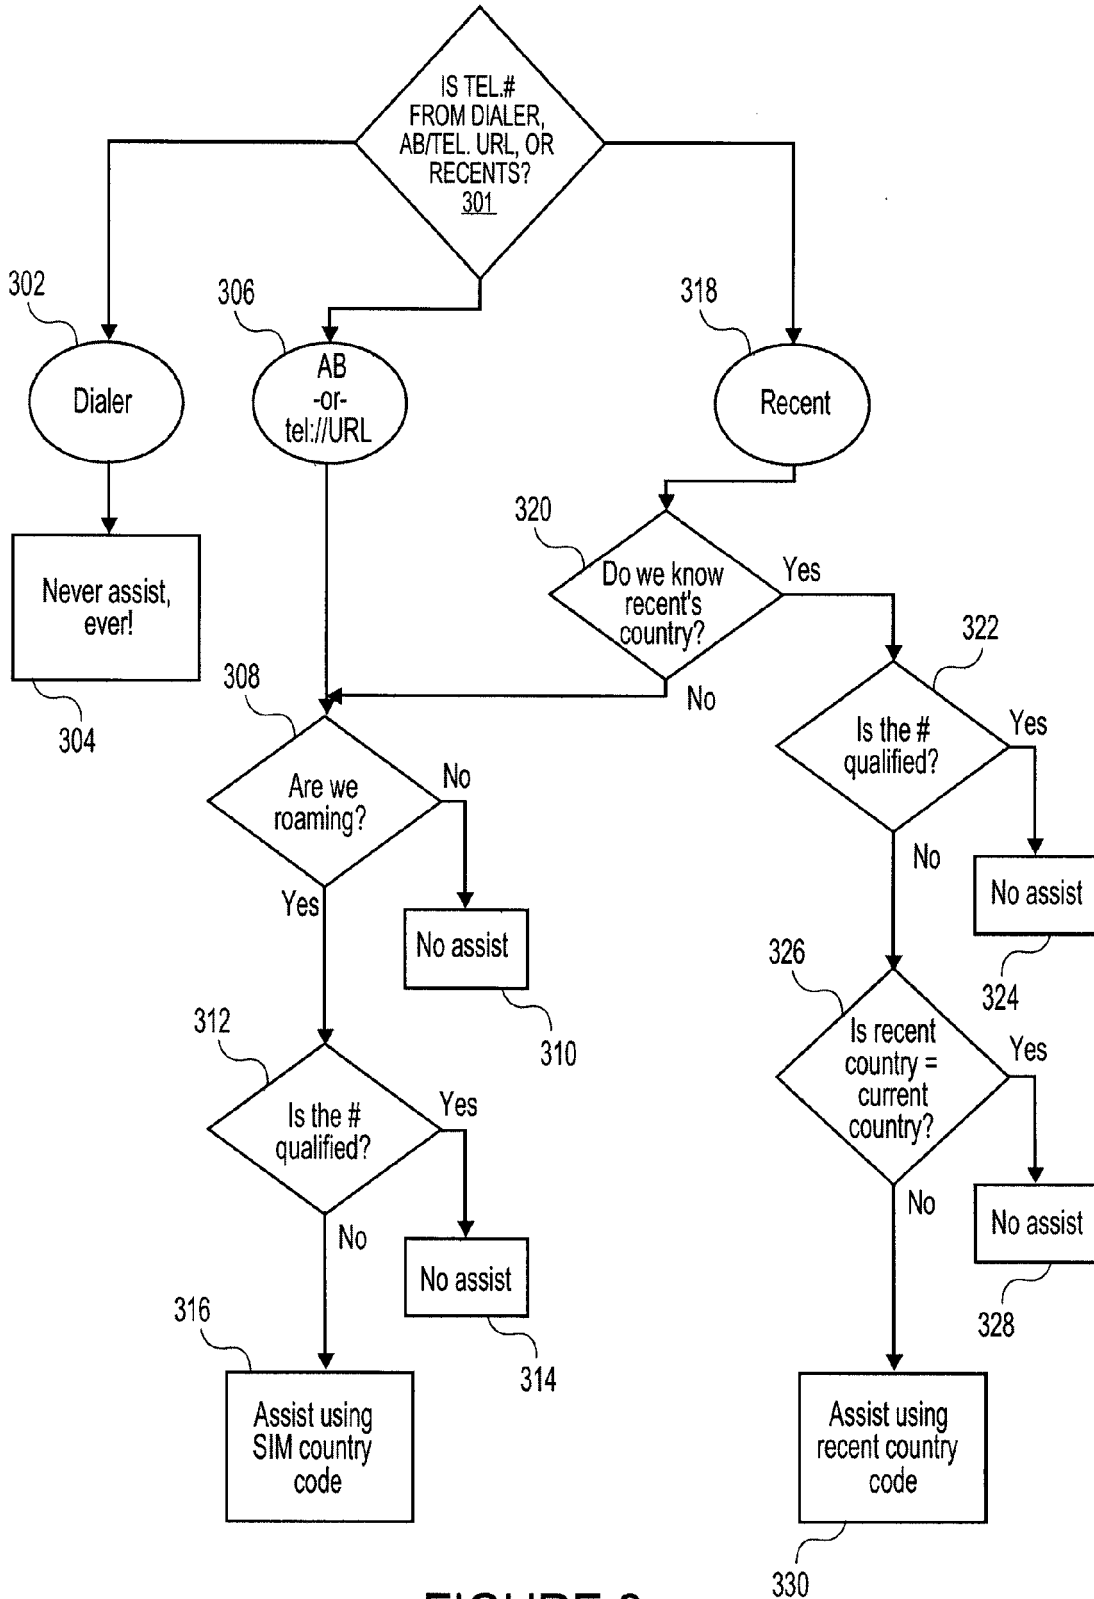 IS TEL.#
FROM DIALER,
AB/TEL. URL, OR
RECENTS?
301
302
306
318
Dialer
AB
-or-
tel://URL
Recent
320
Do we know
recent's
country?
Yes
No
Never assist,
ever!
304
322
Is the #
qualified?
Yes
No
308
Are we
roaming?
No
Yes
No assist
310
No assist
324
326
Is recent
country =
current
country?
Yes
No
312
Is the #
qualified?
Yes
No
No assist
314
No assist
328
316
Assist using
SIM country
code
Assist using
recent country
code
330
FIGURE